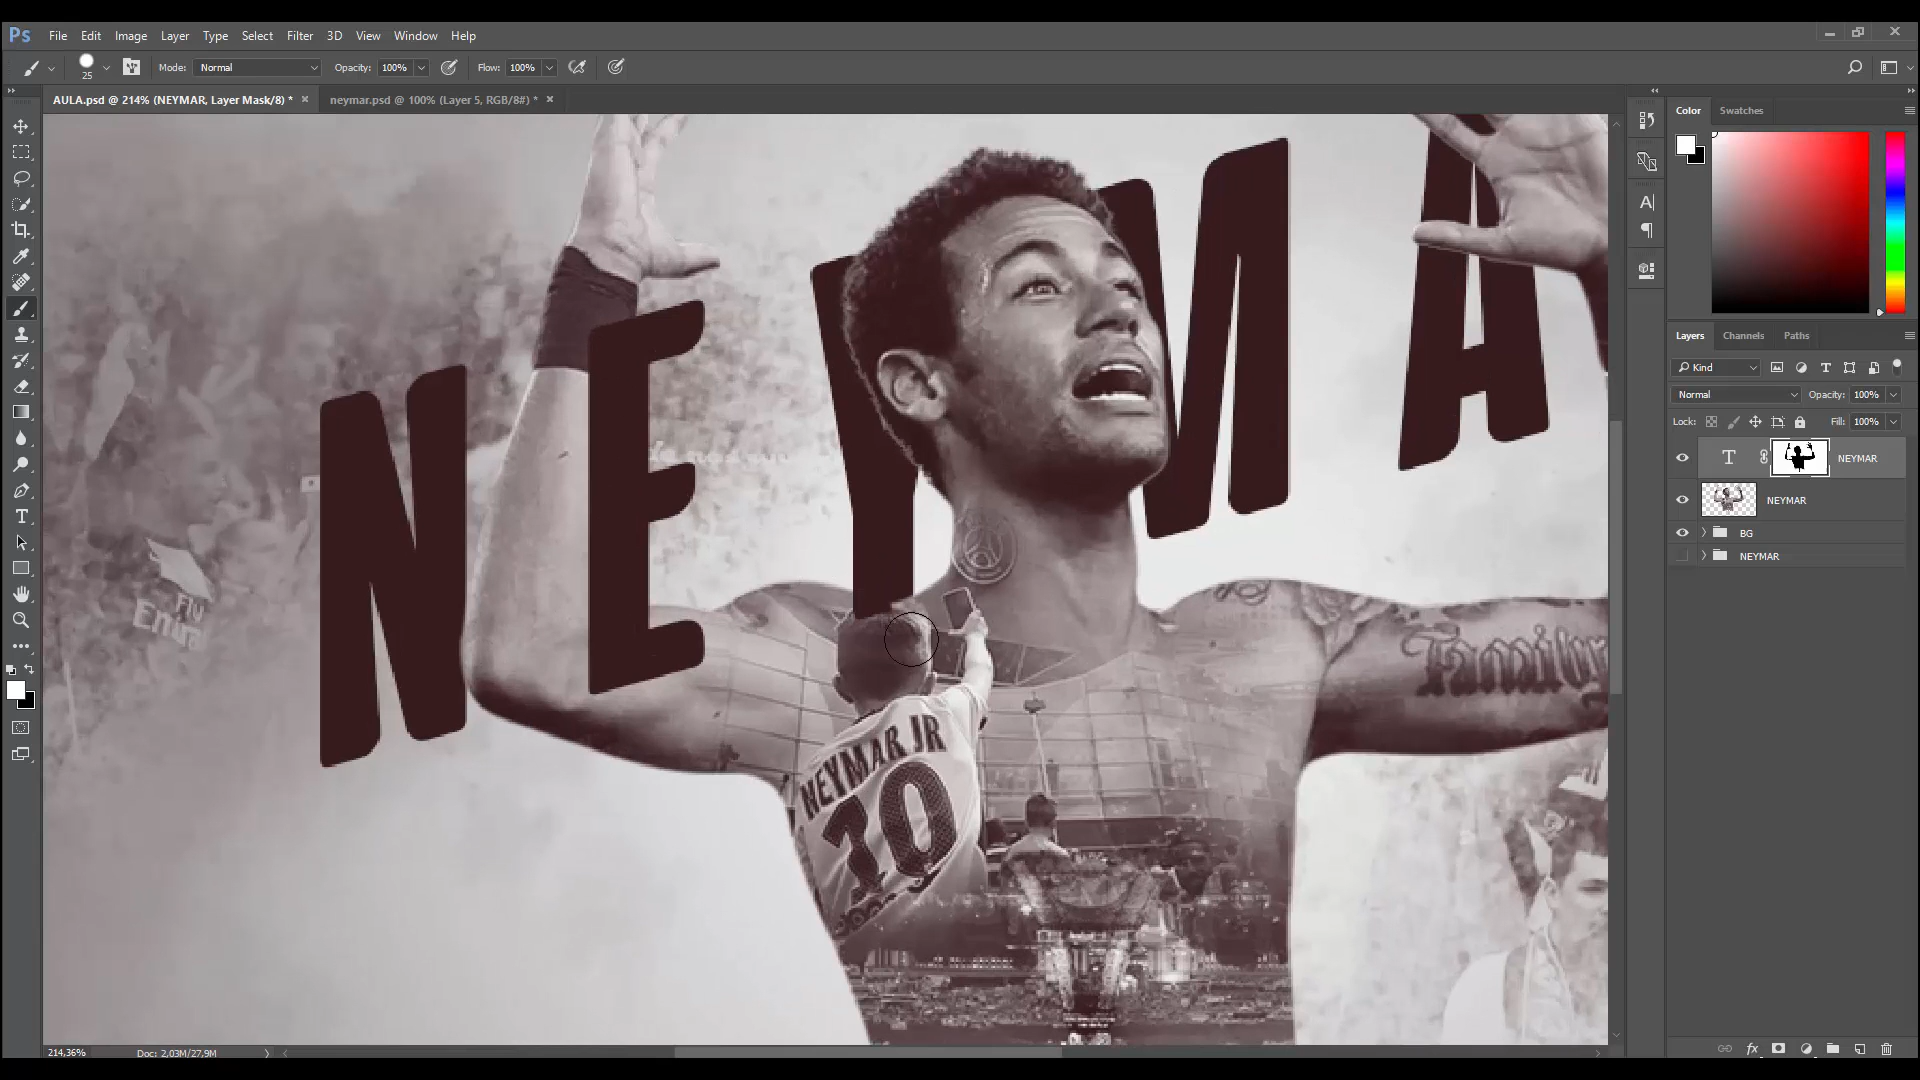 Ps File Edit Image Layer Type Select Filter 3D View Window Help
25 Mode: Normal Opacity: 100% Flow: 100%
AULA.psd @ 214% (NEYMAR, Layer Mask/8) * × neymar.psd @ 100% (Layer 5, RGB/8#) * ×
Color Swatches
Layers Channels Paths
Kind
Normal Opacity: 100%
Lock: Fill: 100%
NEYMAR
NEYMAR
BG
NEYMAR
N E Y M A
Fly
Family
NEYMAR JR
10
214,36% Doc: 2,03M/27,9M